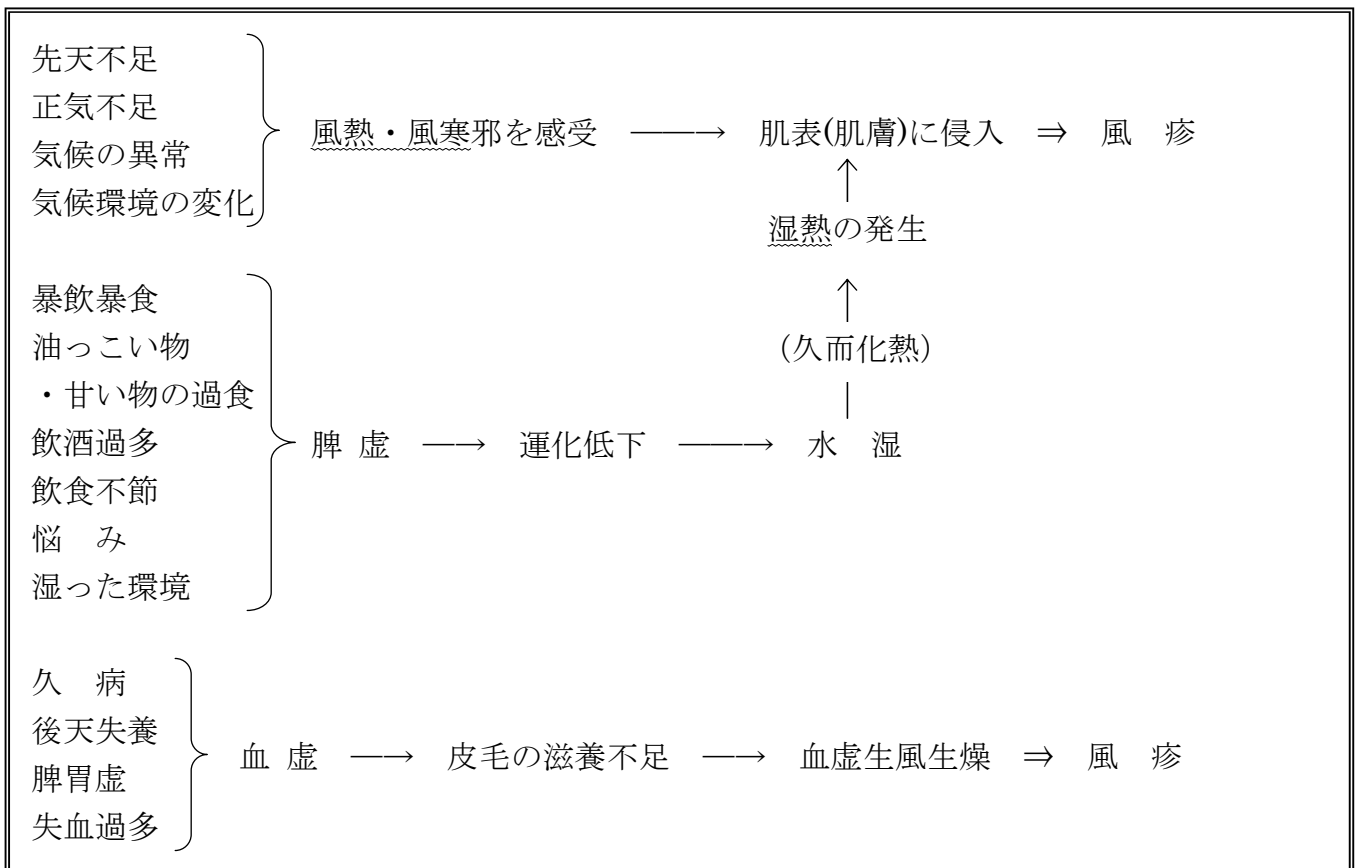 先天不足
正気不足
気候の異常
気候環境の変化
風熱・風寒邪を感受 ――→ 肌表(肌膚)に侵入 ⇒ 風　疹
↑
湿熱の発生
↑
(久而化熱)
｜
暴飲暴食
油っこい物
・甘い物の過食
飲酒過多
飲食不節
悩　み
湿った環境
脾 虚 ―→ 運化低下 ――→ 水　湿
久　病
後天失養
脾胃虚
失血過多
血 虚 ―→ 皮毛の滋養不足 ―→ 血虚生風生燥 ⇒ 風　疹